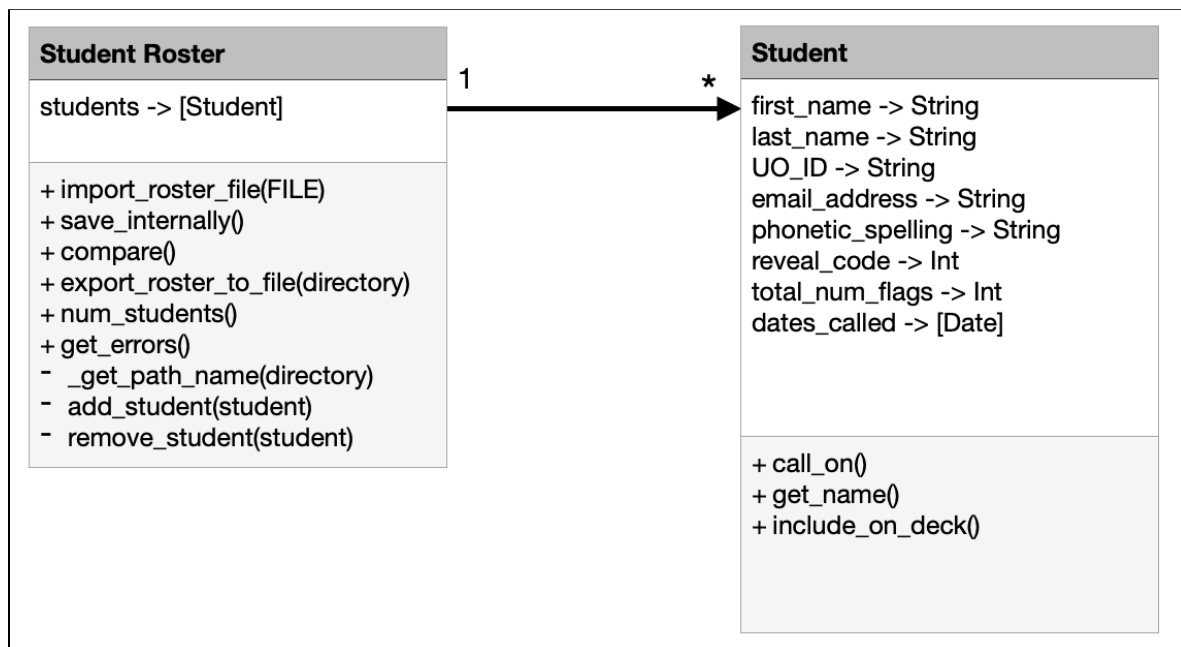 Student Roster
students -> [Student]
+ import_roster_file(FILE)
+ save_internally()
+ compare()
+ export_roster_to_file(directory)
+ num_students()
+ get_errors()
- _get_path_name(directory)
- add_student(student)
- remove_student(student)
1
*
Student
first_name -> String
last_name -> String
UO_ID -> String
email_address -> String
phonetic_spelling -> String
reveal_code -> Int
total_num_flags -> Int
dates_called -> [Date]
+ call_on()
+ get_name()
+ include_on_deck()